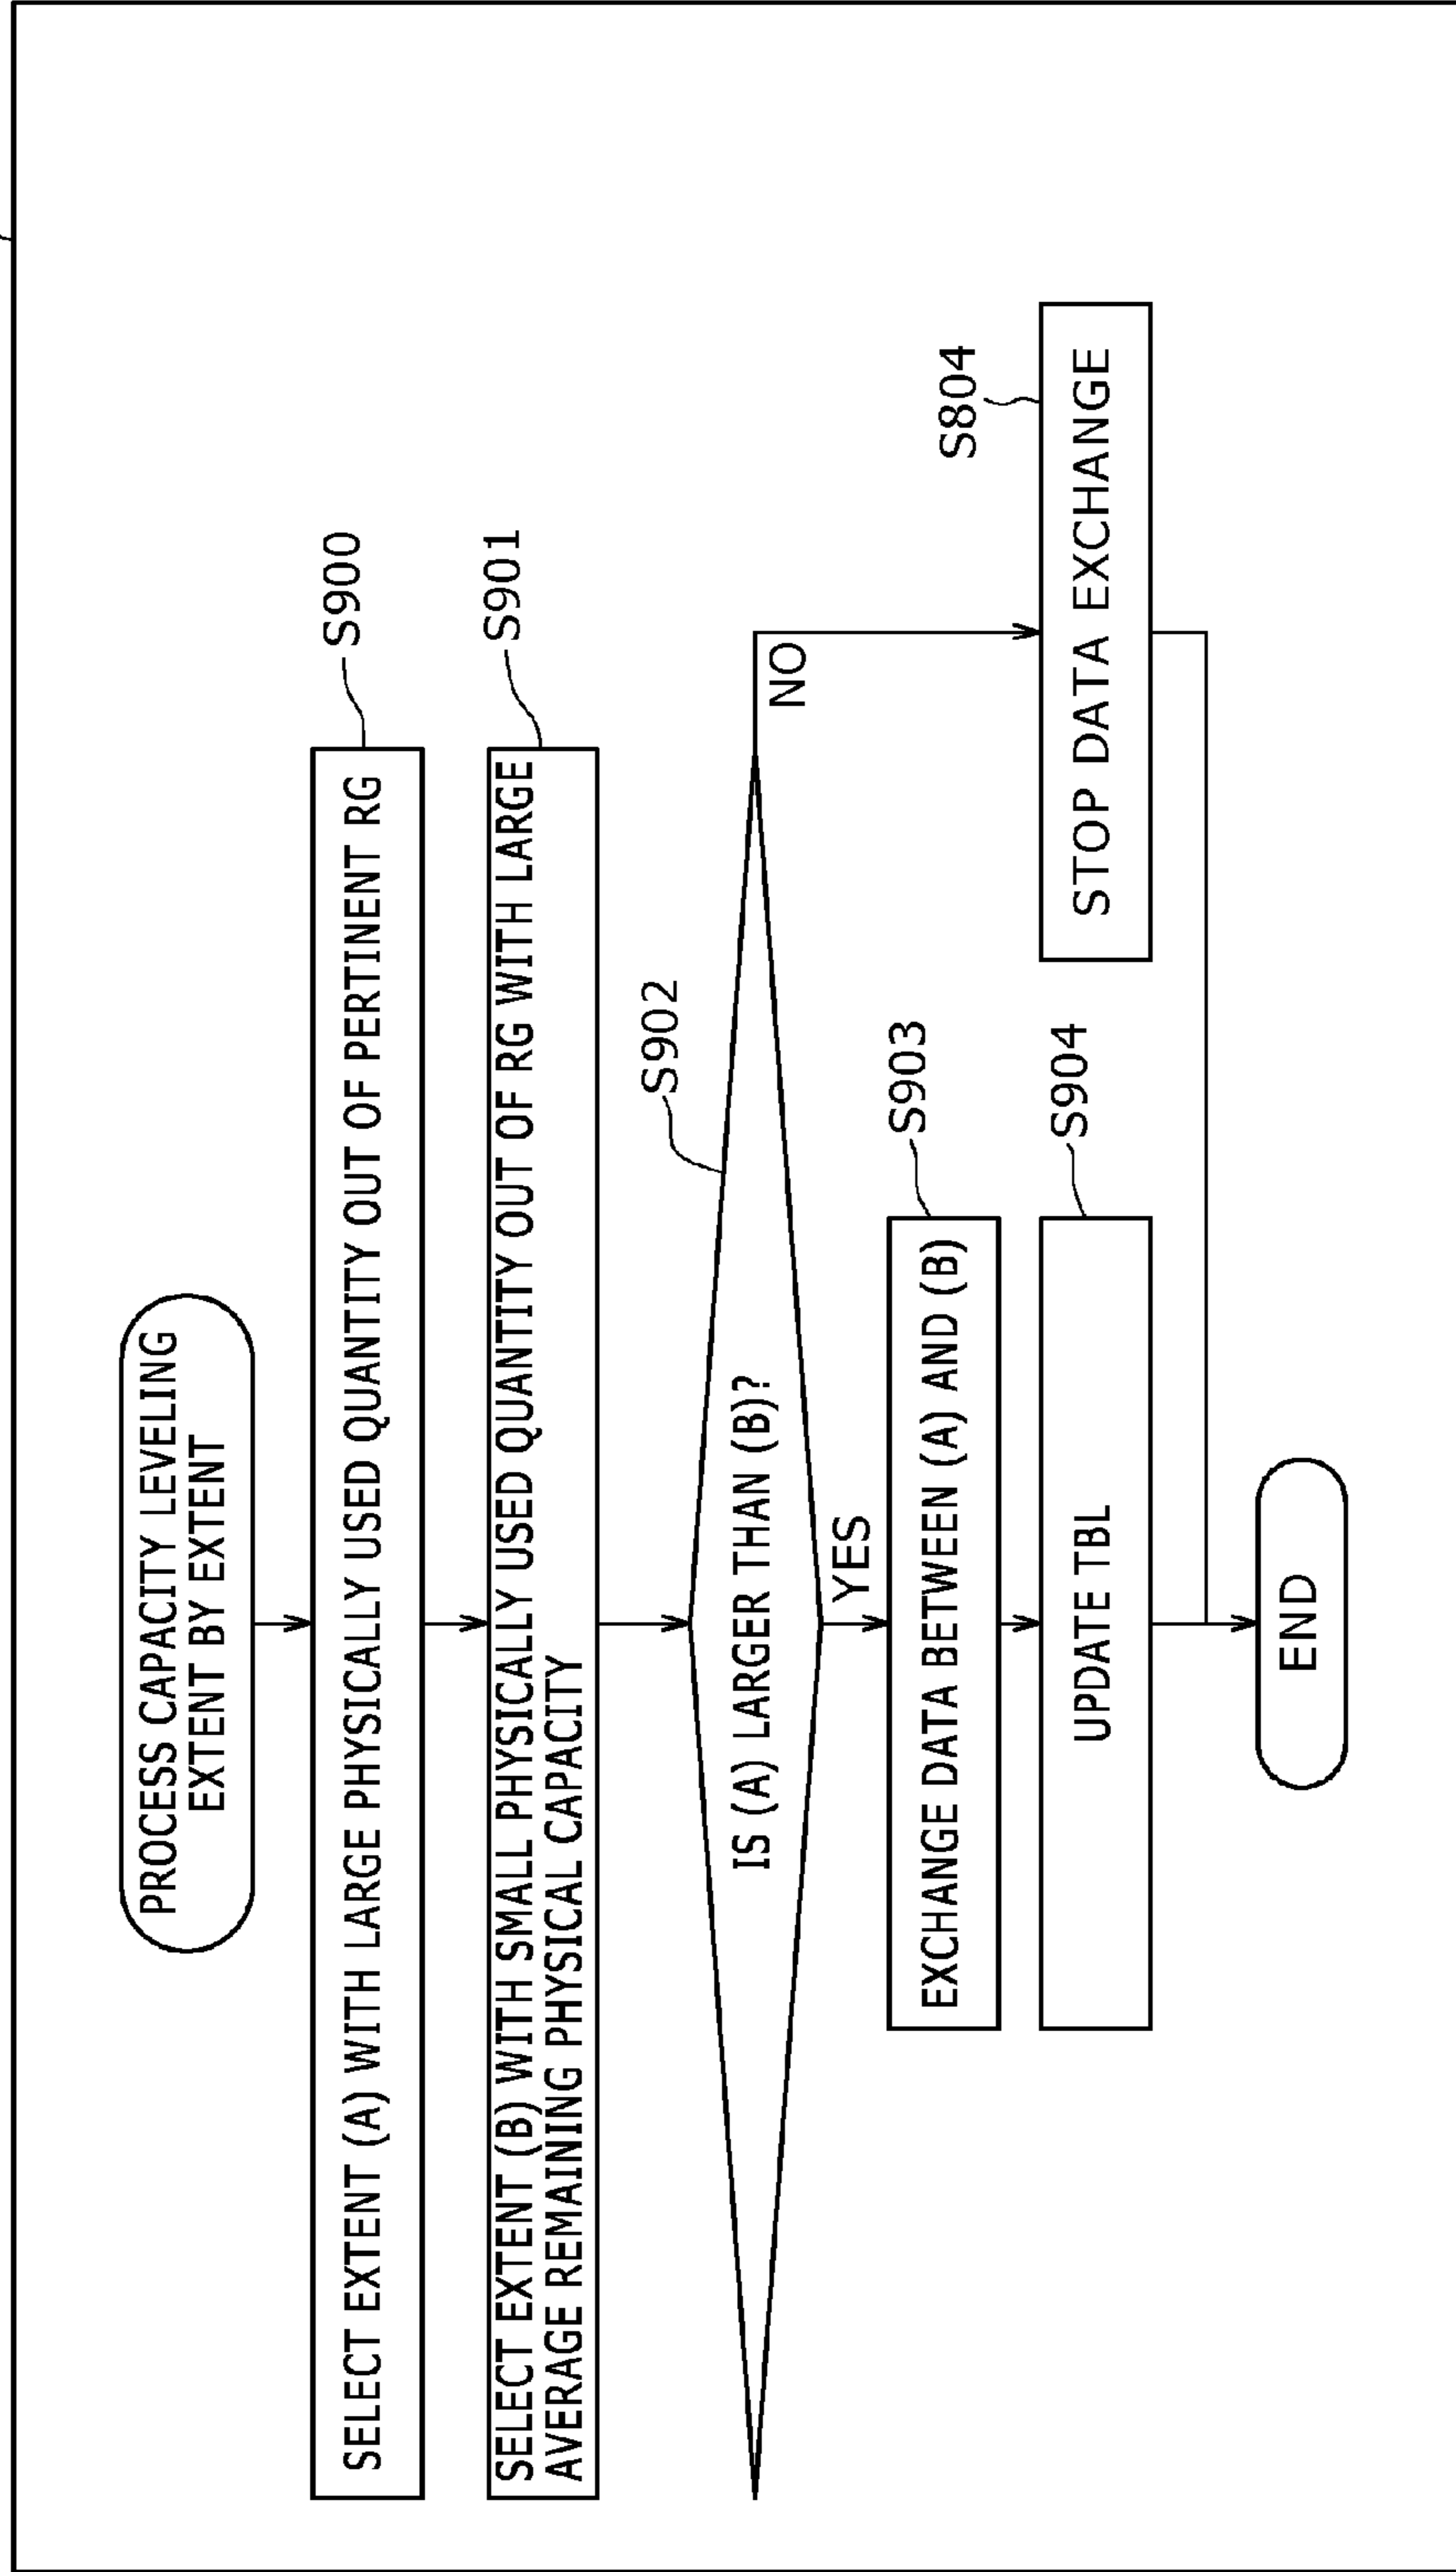 PROCESS CAPACITY LEVELING
EXTENT BY EXTENT
S900
SELECT EXTENT (A) WITH LARGE PHYSICALLY USED QUANTITY OUT OF PERTINENT RG
S901
SELECT EXTENT (B) WITH SMALL PHYSICALLY USED QUANTITY OUT OF RG WITH LARGE
AVERAGE REMAINING PHYSICAL CAPACITY
S902
IS (A) LARGER THAN (B)?
NO
YES
S903
EXCHANGE DATA BETWEEN (A) AND (B)
S904
UPDATE TBL
S804
STOP DATA EXCHANGE
END